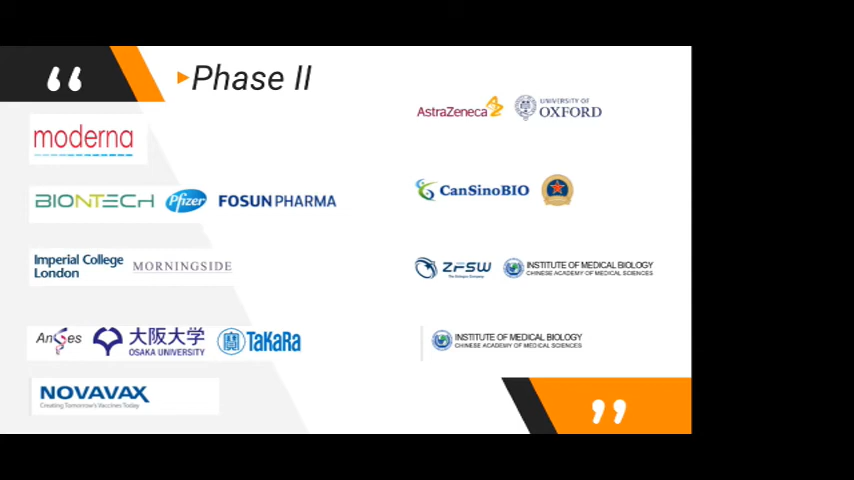 Phase II
moderna
BIONTECH Pfizer FOSUN PHARMA
Imperial College
London
MORNINGSIDE
AnGes
大阪大学
OSAKA UNIVERSITY
TaKaRa
NOVAVAX
Creating Tomorrow's Vaccines Today
AstraZeneca
UNIVERSITY OF
OXFORD
CanSinoBIO
ZFSW
INSTITUTE OF MEDICAL BIOLOGY
CHINESE ACADEMY OF MEDICAL SCIENCES
INSTITUTE OF MEDICAL BIOLOGY
CHINESE ACADEMY OF MEDICAL SCIENCES